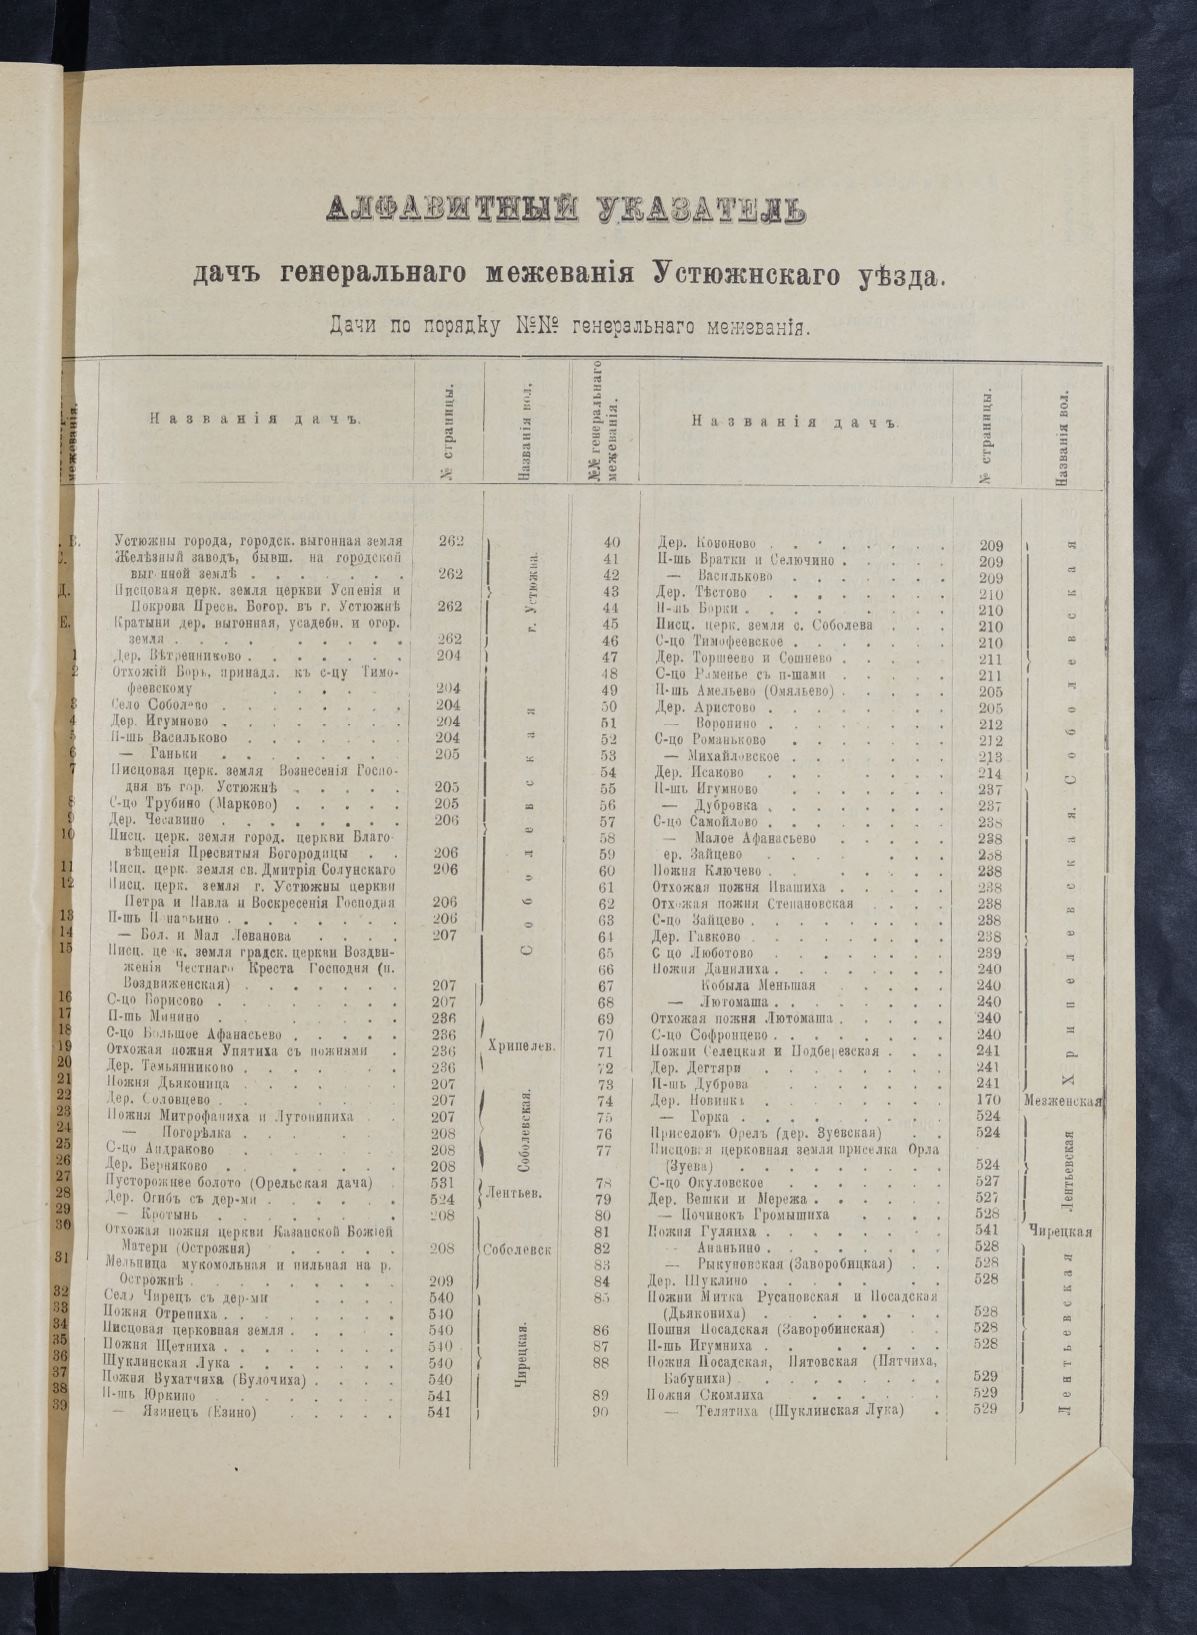 АЛФАВИТНЫЙ УКАЗАТЕЛЬ
дачъ генеральнаго межеванія Устюжнскаго уѣзда.
Дачи по порядку №№ генеральнаго межеванія.
межеванія.
Названія дачъ.
№ страницы.
Названія вол.
В. Устюжны города, городск. выгонная земля 262
Желѣзный заводъ, бывш. на городской
выг нной землѣ 262
Д. Писцовая церк. земля церкви Успенія и
Покрова Пресв. Богор. въ г. Устюжнѣ 262
Е. Кратыни дер. выгонная, усадебн. и огор.
земля 262
г. Устюжна.
1 Дер. Вѣтренниково 204
2 Отхожій Боръ, принадл. къ с-цу Тимо-
феевскому 204
3 Село Соболево 204
4 Дер. Игумново 204
5 П-шь Васильково 204
6 — Ганьки 205
7 Писцовая церк. земля Вознесенія Госпо-
дня въ гор. Устюжнѣ 205
8 С-цо Трубино (Марково) 205
9 Дер. Чесавино 206
10 Писц. церк. земля город. церкви Благо-
вѣщенія Пресвятыя Богородицы 206
11 Писц. церк. земля св. Дмитрія Солунскаго 206
12 Писц. церк. земля г. Устюжны церкви
Петра и Павла и Воскресенія Господня 206
13 П-шь 206
14 — Бол. и Мал Леванова 207
15 Писц. це к. земля градск. церкви Воздви-
женія Честнаго Креста Господня (п.
Воздвиженская) 207
16 С-цо Борисово 207
Соболевская
17 П-шь Мичино 236
18 С-цо Большое Афанасьево 236
19 Отхожая пожня Упятиха съ пожнями 236
20 Дер. Темьянниково 236
Хрипелев.
21 Пожня Дьяконица 207
22 Дер. Соловцево 207
23 Пожня Митрофаниха и Лутониниха 207
24 — Погорѣлка 208
25 С-цо Андраково 208
26 Дер. Берняково 208
Соболевская.
27 Пусторожнее болото (Орельская дача) 531
28 Дер. Огибъ съ дер-ми 524
Лентьев.
29 — Кротынь 208
30 Отхожая пожня церкви Казанской Божіей
Матери (Острожня) 208
31 Мельница мукомольная и пильная на р.
Острожнѣ 209
Соболевск
32 Село Чирецъ съ дер-ми 540
33 Пожня Отрепиха 540
34 Писцовая церковная земля 540
35 Пожня Щетниха 540
36 Шуклинская Лука 540
37 Пожня Бухатчиха (Булочиха) 540
38 П-шь Юркино 541
39 — Язинецъ (Езино) 541
Чирецкая.
№№ генеральнаго межеванія.
Названія дачъ.
№ страницы.
Названія вол.
40 Дер. Кононово 209
41 П-шь Братки и Селючино 209
42 — Васильково 209
43 Дер. Тѣстово 210
44 П-шь Борки 210
45 Писц. церк. земля с. Соболева 210
46 С-цо Тимофеевское 210
47 Дер. Торшеево и Сошнево 211
48 С-цо Раменье съ п-шами 211
49 П-шь Амельево (Омяльево) 205
50 Дер. Аристово 205
51 — Воронино 212
52 С-цо Романьково 212
53 — Михайловское 213
54 Дер. Исаково 214
Соболевская
55 П-шь Игумново 237
56 — Дубровка 237
57 С-цо Самойлово 238
58 — Малое Афанасьево 238
59 ер. Зайцево 238
60 Пожня Ключево 238
61 Отхожая пожня Ивашиха 238
62 Отхожая пожня Степановская 238
63 С-цо Зайцево 238
64 Дер. Гавково 238
65 С цо Люботово 239
66 Пожня Данилиха 240
67 Кобыла Меньшая 240
68 — Лютомаша 240
69 Отхожая пожня Лютомаша 240
70 С-цо Софронцево 240
71 Пожни Селецкая и Подберезская 241
72 Дер. Дегтяри 241
73 П-шь Дуброва 241
Хрипелевская.
74 Дер. Новинка 170
Мезженская
75 — Горка 524
76 Приселокъ Орелъ (дер. Зуевская) 524
77 Писцовая церковная земля приселка Орла
(Зуева) 524
78 С-цо Окуловское 527
79 Дер. Вешки и Мережа 527
80 — Починокъ Громышиха 528
Лентьевская
81 Пожня Гуляиха 541
Чирецкая
82 — Ананьино 528
83 — Рыкуновская (Заворобицкая) 528
84 Дер. Шуклино 528
85 Пожни Митка Русановская и Посадская
(Дьякониха) 528
86 Пошня Посадская (Заворобинская) 528
87 П-шь Игумниха 528
88 Пожня Посадская, Пятовская (Пятчиха,
Бабуниха) 529
89 Пожня Скомлиха 529
90 — Телятиха (Шуклинская Лука) 529
Лентьевская